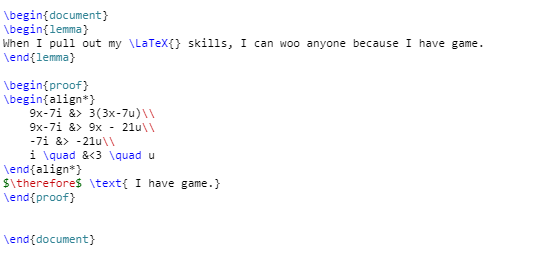 \begin{document}
\begin{lemma}
When I pull out my \LaTeX{} skills, I can woo anyone because I have game.
\end{lemma}

\begin{proof}
\begin{align*}
    9x-7i &> 3(3x-7u)\\
    9x-7i &> 9x - 21u\\
    -7i &> -21u\\
    i \quad &<3 \quad u
\end{align*}
$\therefore$ \text{ I have game.}
\end{proof}


\end{document}